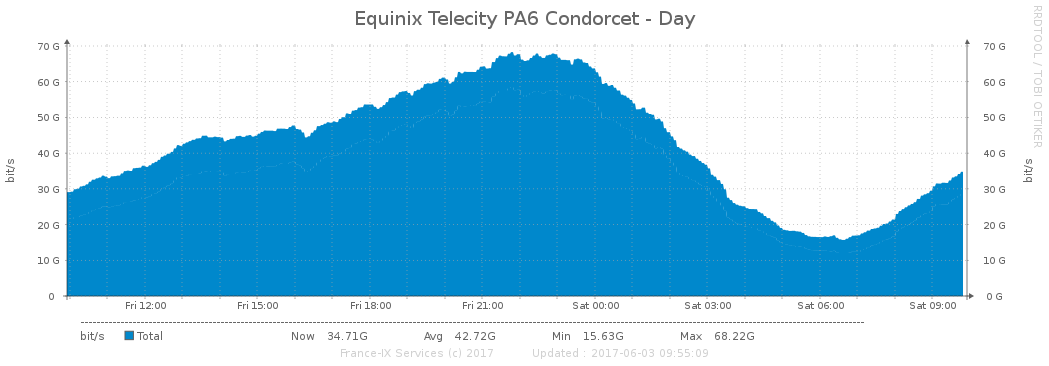 Equinix Telecity PA6 Condorcet - Day
RRDTOOL / TOBI OETIKER
bit/s
70 G 70 G
60 G 60 G
50 G 50 G
40 G 40 G
30 G 30 G
20 G 20 G
10 G 10 G
0 0 G
bit/s
Fri 12:00 Fri 15:00 Fri 18:00 Fri 21:00 Sat 00:00 Sat 03:00 Sat 06:00 Sat 09:00
bit/s Total Now 34.71G Avg 42.72G Min 15.63G Max 68.22G
France-IX Services (c) 2017 Updated : 2017-06-03 09:55:09